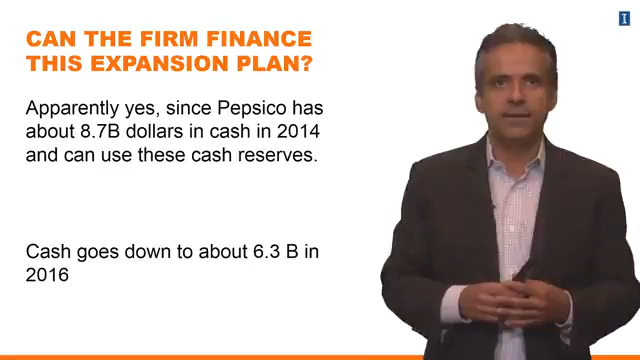 CAN THE FIRM FINANCE
THIS EXPANSION PLAN?
Apparently yes, since Pepsico has
about 8.7B dollars in cash in 2014
and can use these cash reserves.
Cash goes down to about 6.3 B in
2016
I